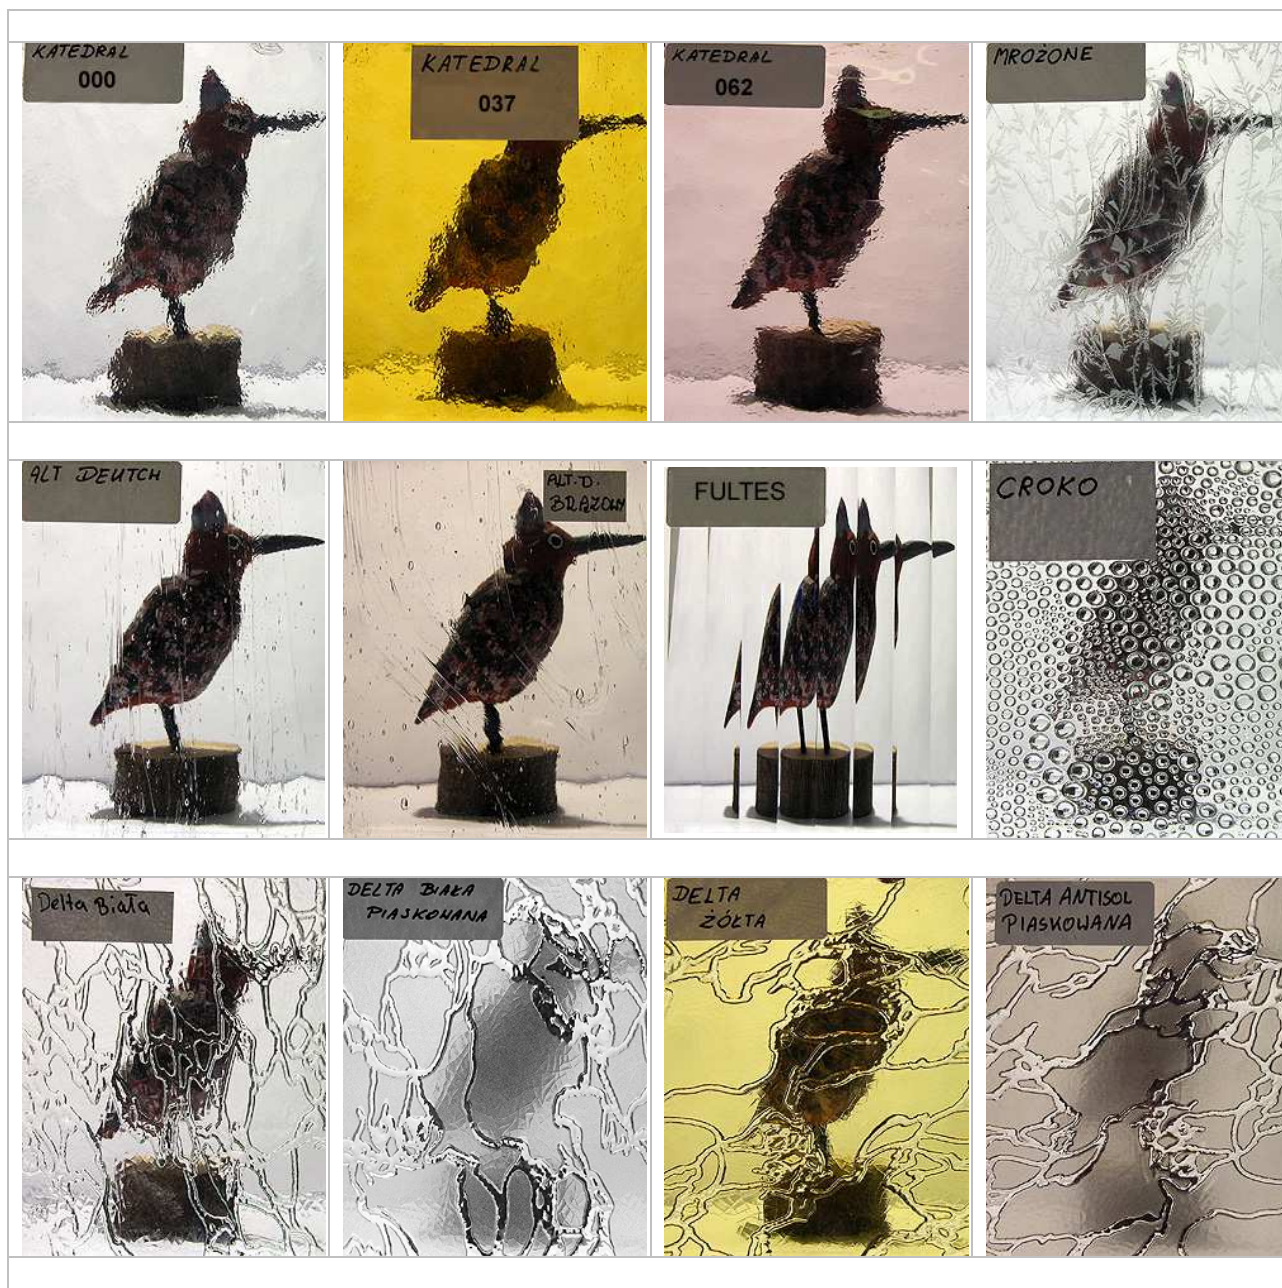 KATEDRAL
000
KATEDRAL
037
KATEDRAL
062
MROŻONE
ALT DEUTCH
ALT.D.
BRĄZOWY
FULTES
CROKO
Delta Biała
DELTA BIAŁA
PIASKOWANA
DELTA
ŻÓŁTA
DELTA ANTISOL
PIASKOWANA